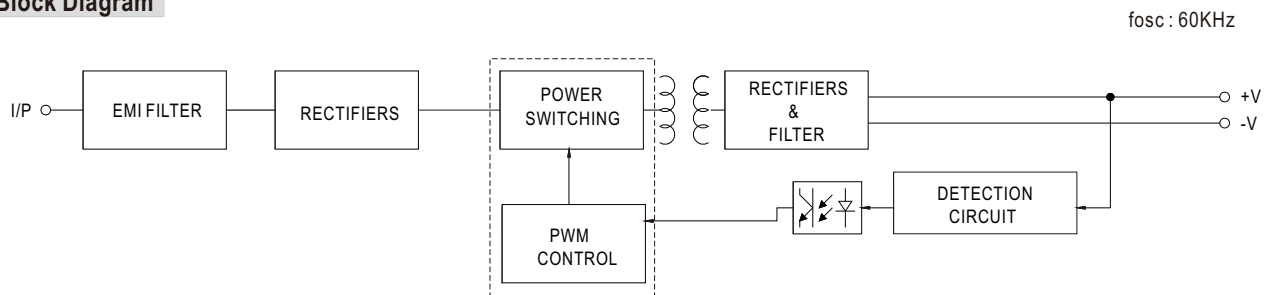 Block Diagram
fosc : 60KHz
I/P
EMI FILTER
RECTIFIERS
POWER
SWITCHING
RECTIFIERS
&
FILTER
+V
-V
DETECTION
CIRCUIT
PWM
CONTROL